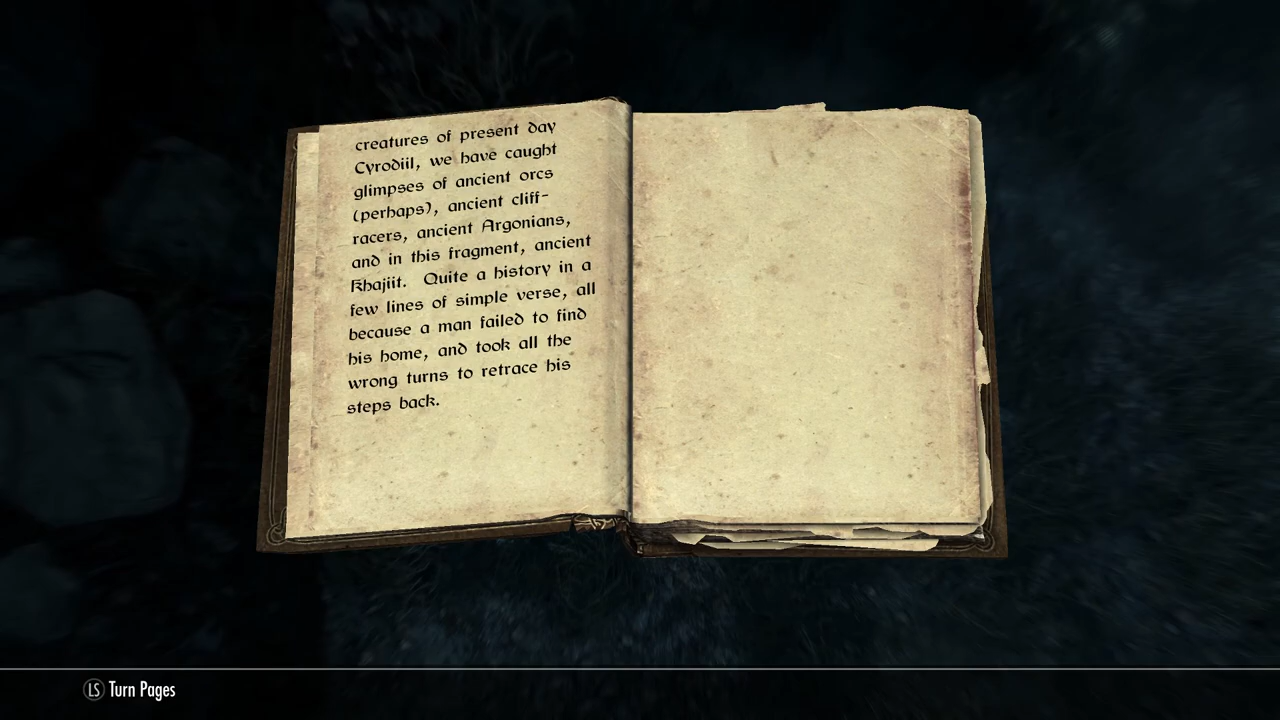 creatures of present day
Cyrodiil, we have caught
glimpses of ancient orcs
(perhaps), ancient cliff-
racers, ancient Argonians,
and in this fragment, ancient
Khajiit. Quite a history in a
few lines of simple verse, all
because a man failed to find
his home, and took all the
wrong turns to retrace his
steps back.
LS Turn Pages